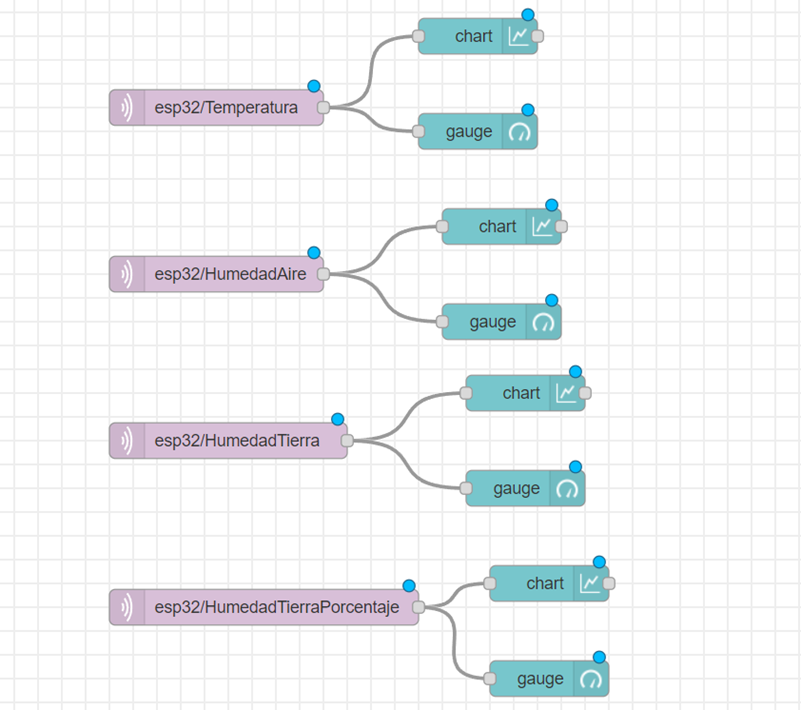 chart
esp32/Temperatura
gauge
chart
esp32/HumedadAire
gauge
chart
esp32/HumedadTierra
gauge
chart
esp32/HumedadTierraPorcentaje
gauge